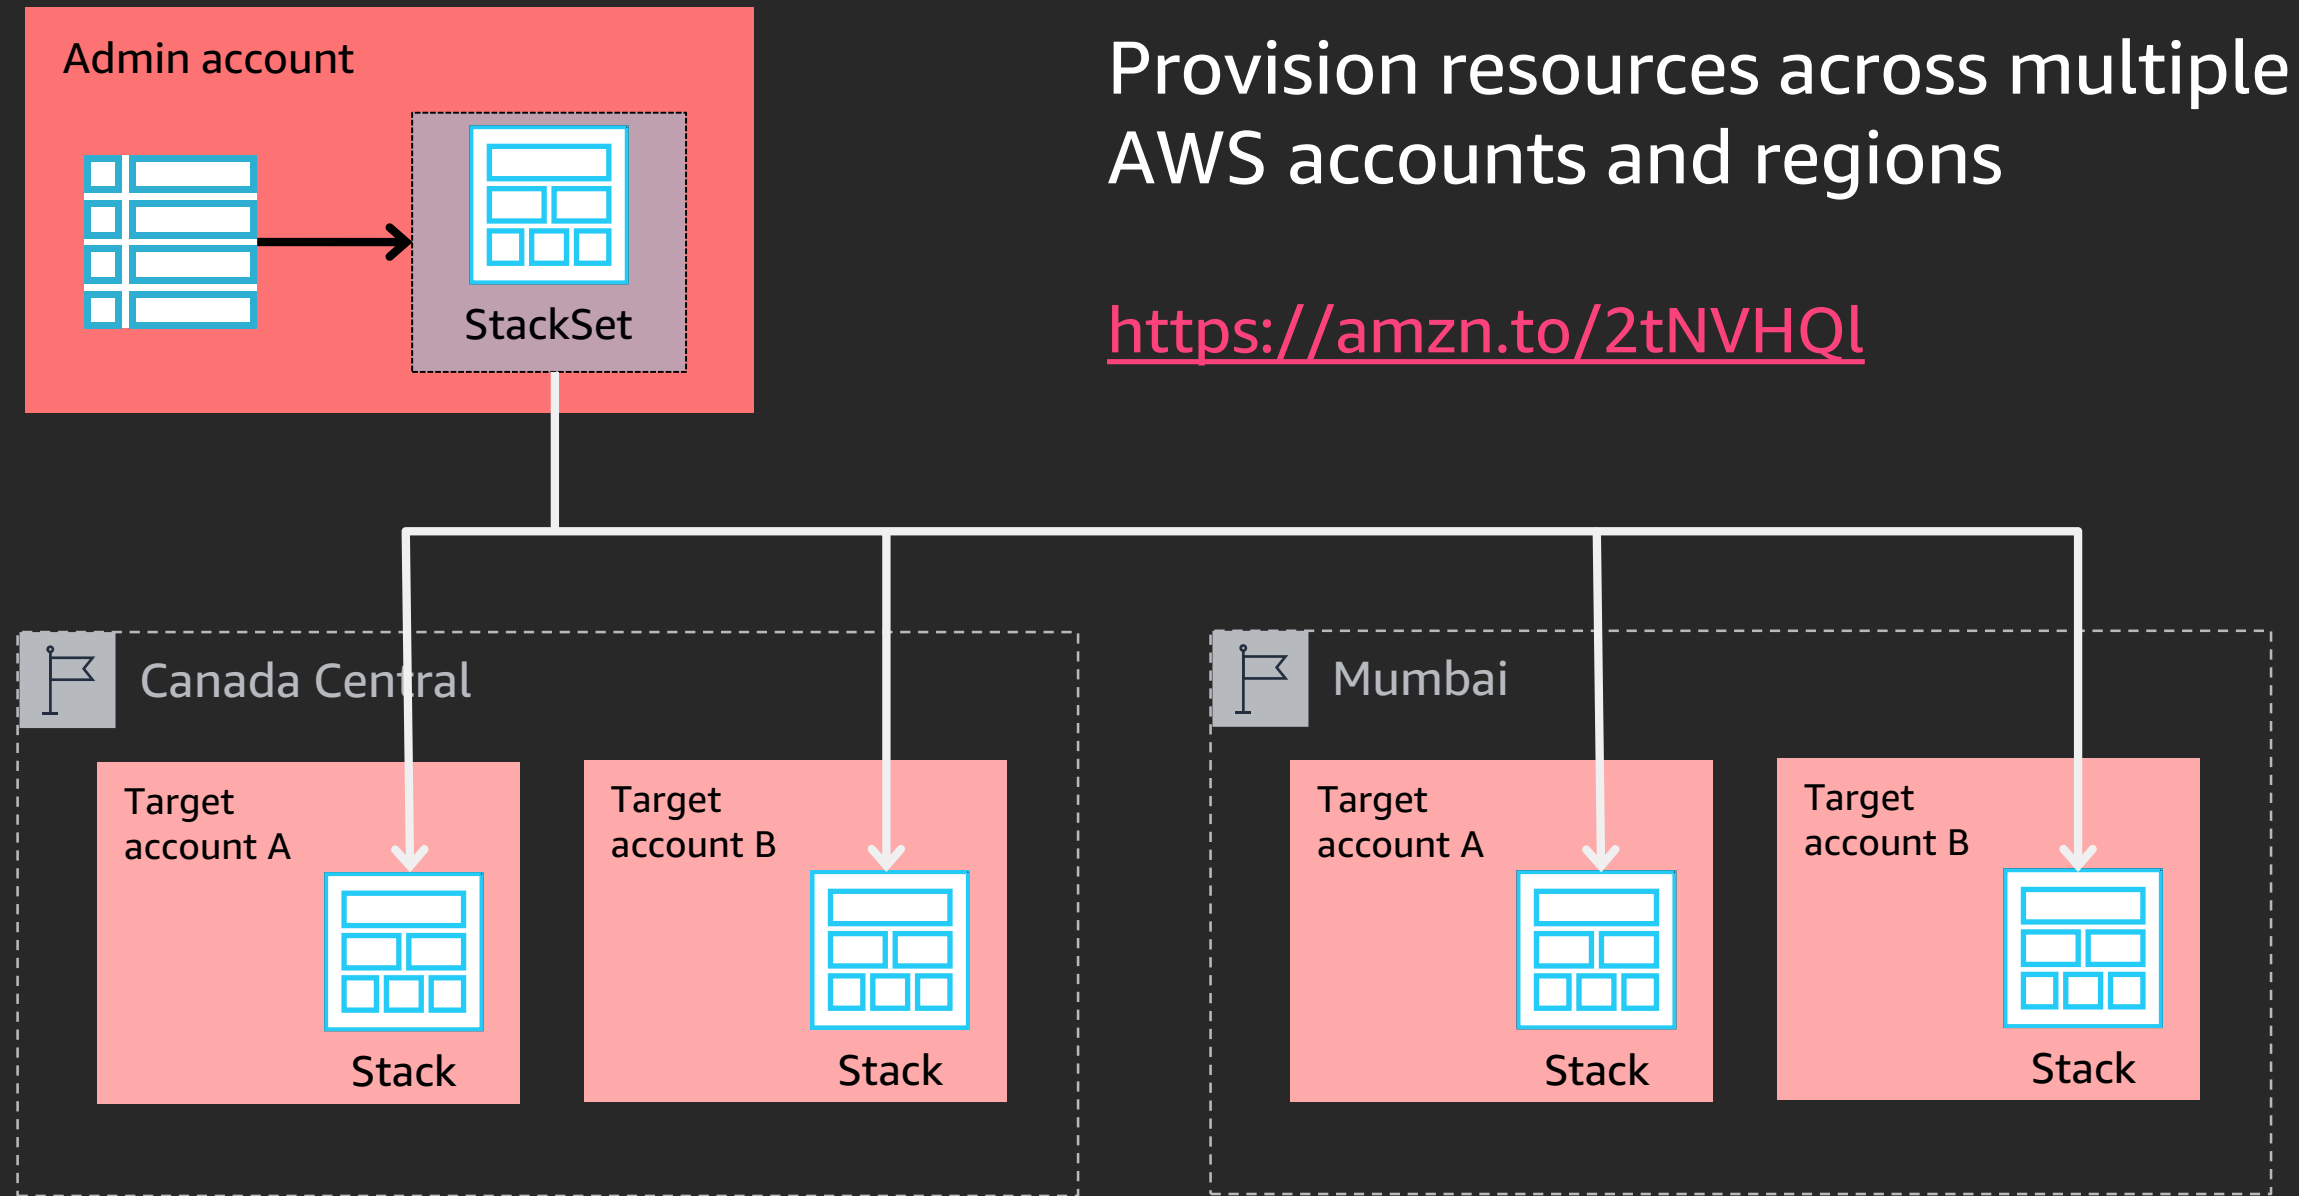 Admin account
StackSet
Provision resources across multiple
AWS accounts and regions
https://amzn.to/2tNVHQl
Canada Central
Target
account A
Stack
Target
account B
Stack
Mumbai
Target
account A
Stack
Target
account B
Stack